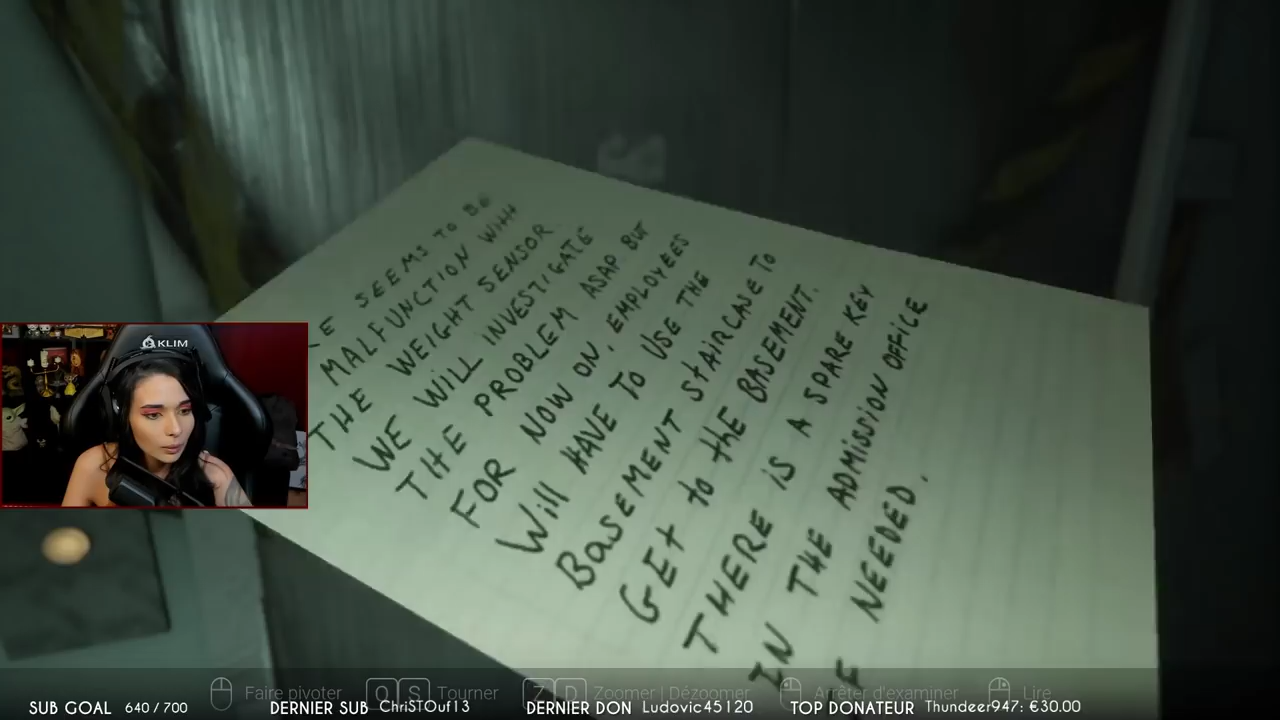 KLIM
SEEMS TO BE
MALFUNCTION WITH
THE WEIGHT SENSOR
WE WILL INVESTIGATE
THE PROBLEM ASAP BUT
FOR NOW ON, EMPLOYEES
Will HAVE TO USE THE
BaSEMENT STAIRCASE TO
GEt to thE BASEMENT.
THERE IS A SPARE KEY
IN THE ADMISSION OFFICE
NEEDED.
Faire pivoter Q S Tourner Z D Zoomer | Dézoomer Arrêter d'examiner Lire
SUB GOAL 640 / 700 DERNIER SUB ChriSTOuf13 DERNIER DON Ludovic45120 TOP DONATEUR Thundeer947: €30.00